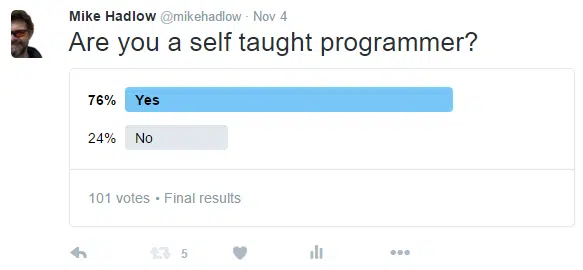 Mike Hadlow @mikehadlow · Nov 4
Are you a self taught programmer?
76% Yes
24% No
101 votes • Final results
5